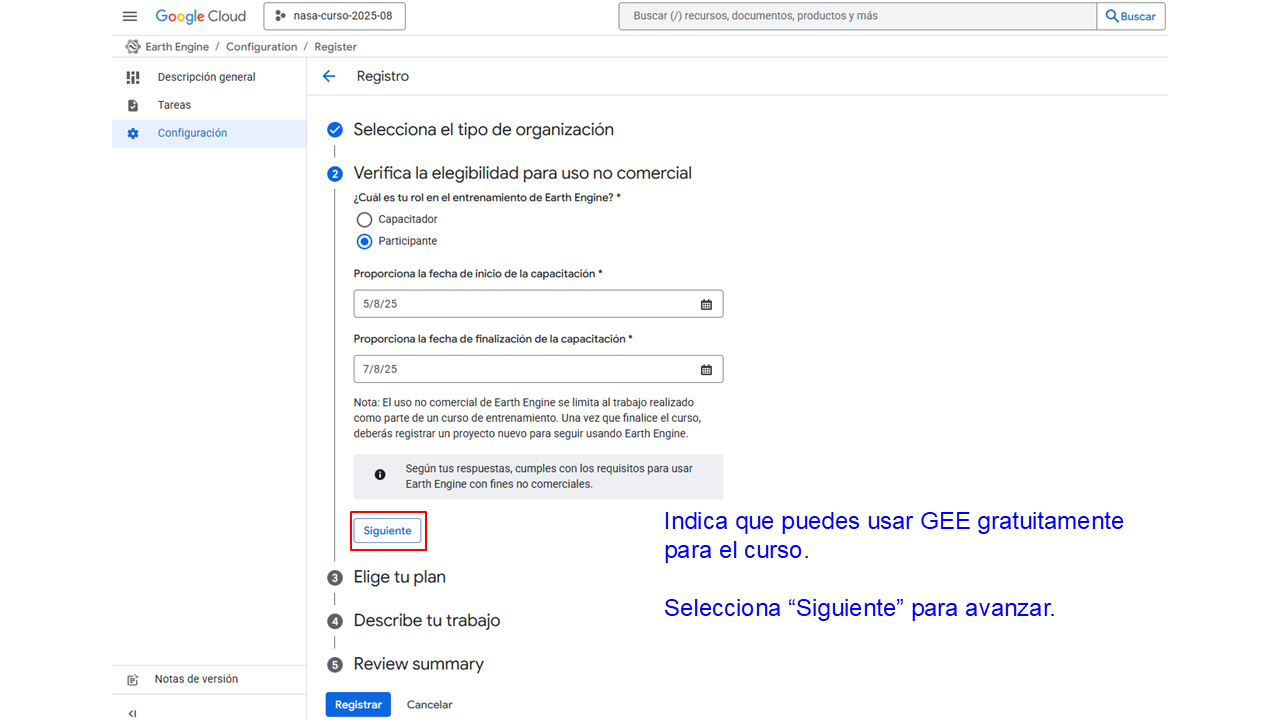 Google Cloud
nasa-curso-2025-08
Buscar (/) recursos, documentos, productos y más
Buscar
Earth Engine / Configuration / Register
Descripción general
Tareas
Configuración
Registro
Selecciona el tipo de organización
2 Verifica la elegibilidad para uso no comercial
¿Cuál es tu rol en el entrenamiento de Earth Engine? *
Capacitador
Participante
Proporciona la fecha de inicio de la capacitación *
5/8/25
Proporciona la fecha de finalización de la capacitación *
7/8/25
Nota: El uso no comercial de Earth Engine se limita al trabajo realizado
como parte de un curso de entrenamiento. Una vez que finalice el curso,
deberás registrar un proyecto nuevo para seguir usando Earth Engine.
Según tus respuestas, cumples con los requisitos para usar
Earth Engine con fines no comerciales.
Siguiente
Indica que puedes usar GEE gratuitamente
para el curso.
Selecciona “Siguiente” para avanzar.
3 Elige tu plan
4 Describe tu trabajo
5 Review summary
Notas de versión
Registrar
Cancelar